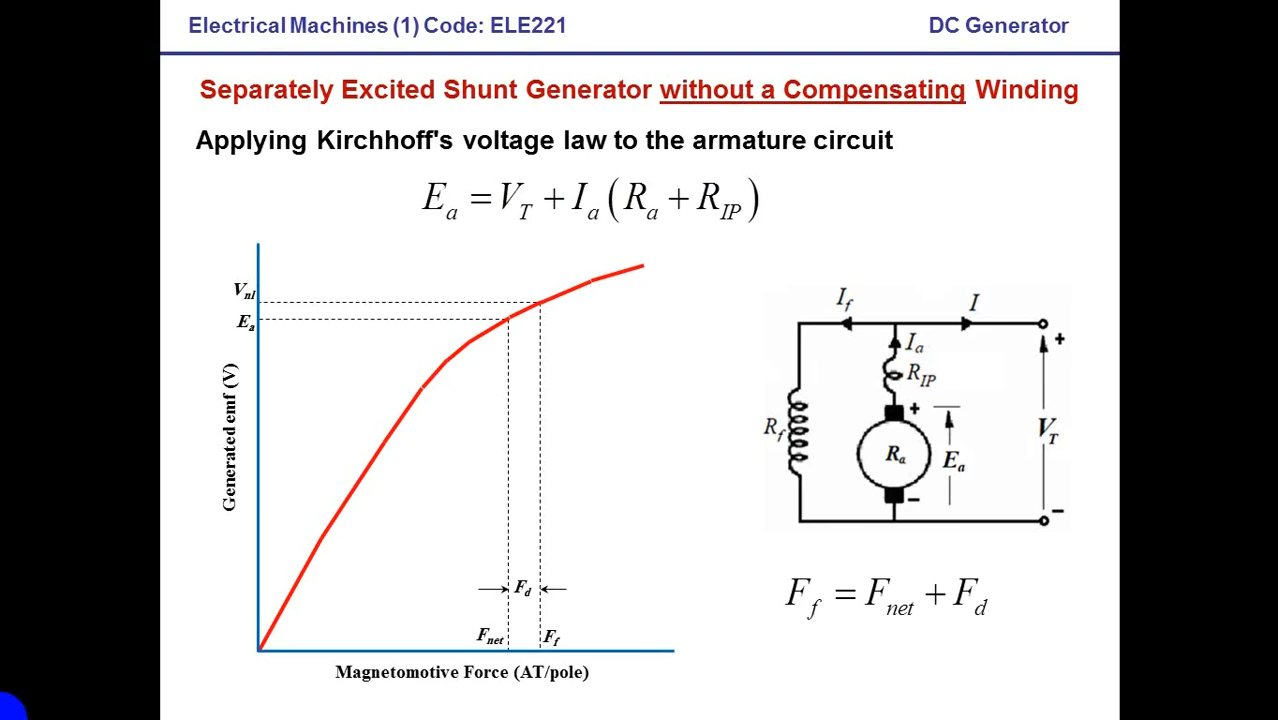 Electrical Machines (1) Code: ELE221 DC Generator
Separately Excited Shunt Generator without a Compensating Winding
Applying Kirchhoff's voltage law to the armature circuit
E_a = V_T + I_a (R_a + R_IP)
V_nl
E_a
Generated emf (V)
F_d
F_net F_f
Magnetomotive Force (AT/pole)
I_f I
I_a +
R_IP
+
R_f R_a E_a V_T
− −
F_f = F_net + F_d